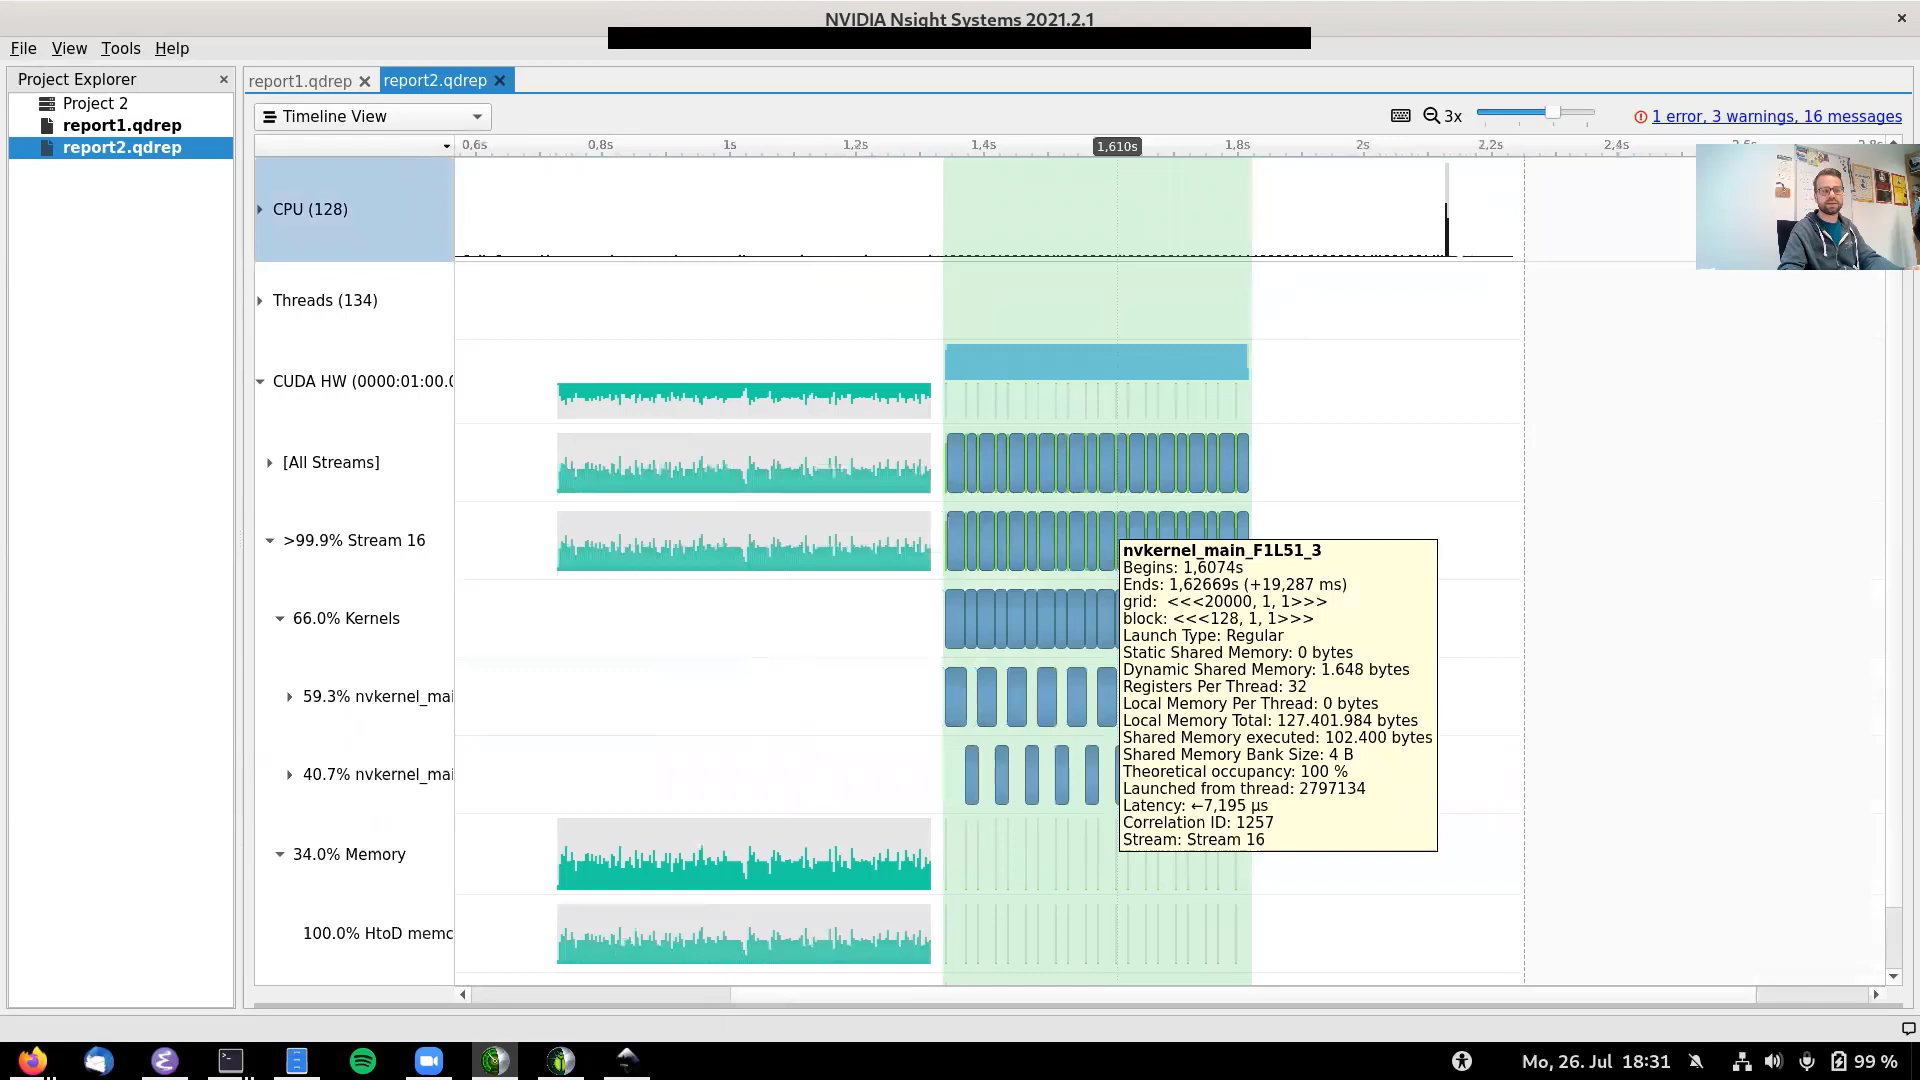 NVIDIA Nsight Systems 2021.2.1
File View Tools Help
Project Explorer
Project 2
report1.qdrep
report2.qdrep
report1.qdrep report2.qdrep
Timeline View
3x
1 error, 3 warnings, 16 messages
0,6s 0,8s 1s 1,2s 1,4s 1,610s 1,8s 2s 2,2s 2,4s
CPU (128)
Threads (134)
CUDA HW (0000:01:00.0
[All Streams]
>99.9% Stream 16
66.0% Kernels
59.3% nvkernel_mai
40.7% nvkernel_mai
34.0% Memory
100.0% HtoD memc
nvkernel_main_F1L51_3
Begins: 1,6074s
Ends: 1,62669s (+19,287 ms)
grid: <<<20000, 1, 1>>>
block: <<<128, 1, 1>>>
Launch Type: Regular
Static Shared Memory: 0 bytes
Dynamic Shared Memory: 1.648 bytes
Registers Per Thread: 32
Local Memory Per Thread: 0 bytes
Local Memory Total: 127.401.984 bytes
Shared Memory executed: 102.400 bytes
Shared Memory Bank Size: 4 B
Theoretical occupancy: 100 %
Launched from thread: 2797134
Latency: ←7,195 μs
Correlation ID: 1257
Stream: Stream 16
Mo, 26. Jul 18:31
99 %